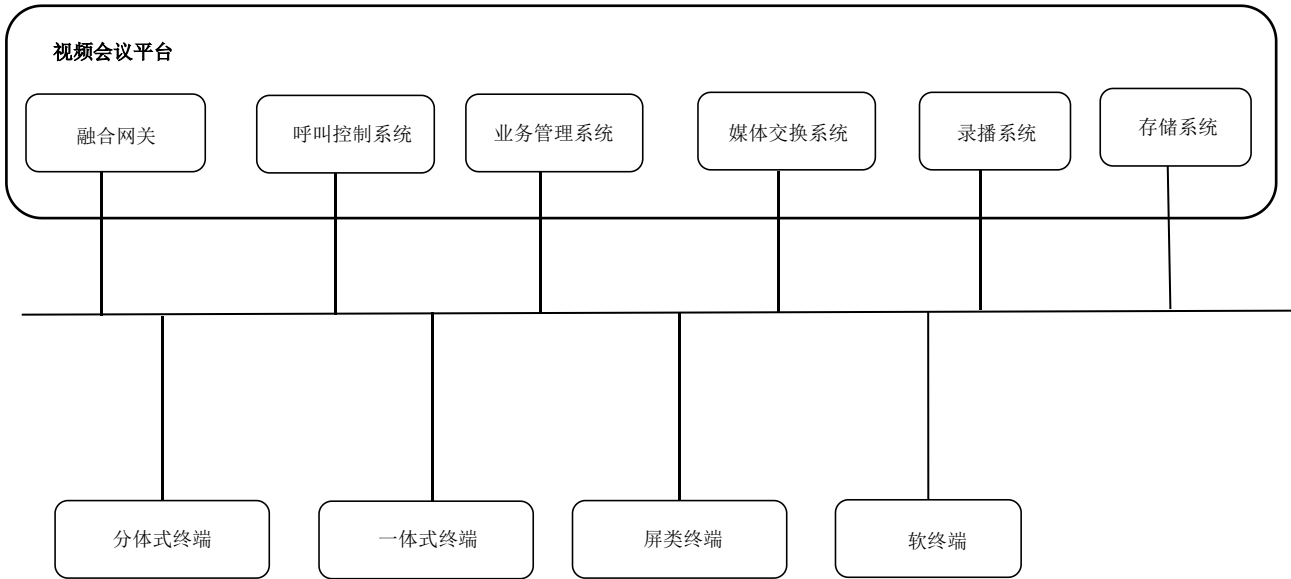 视频会议平台
融合网关
呼叫控制系统
业务管理系统
媒体交换系统
录播系统
存储系统
分体式终端
一体式终端
屏类终端
软终端